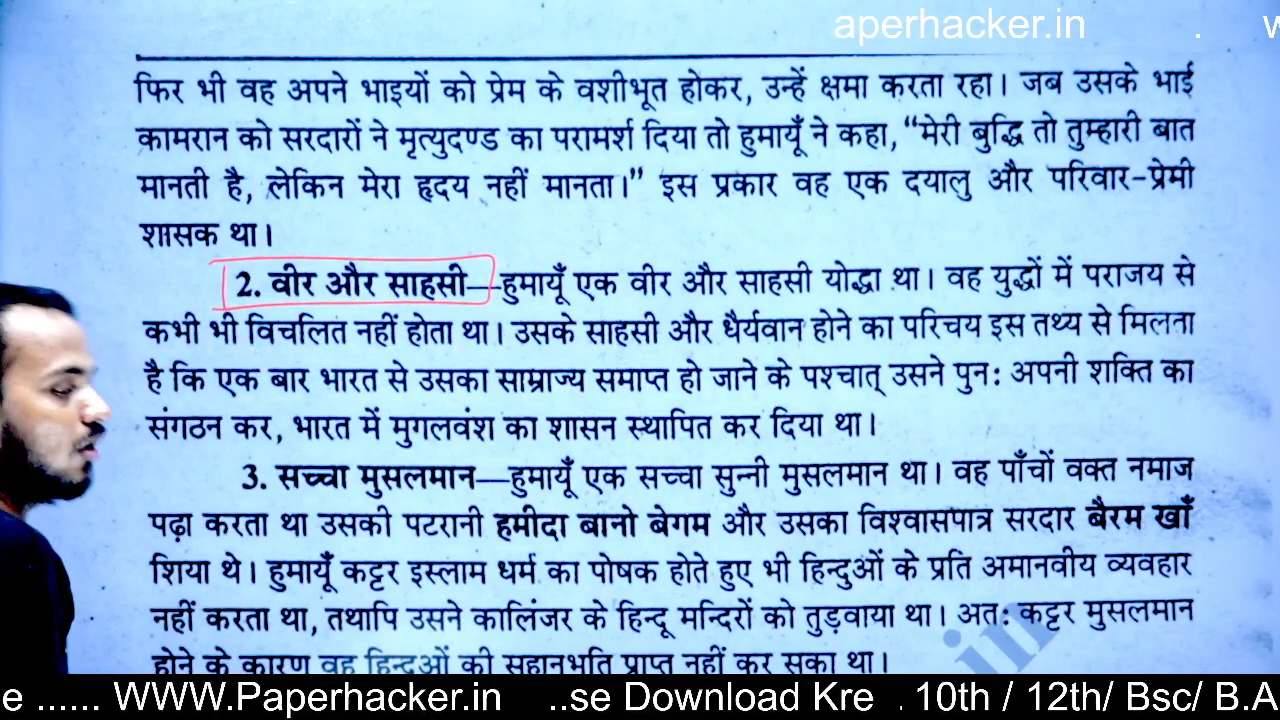 aperhacker.in . w
फिर भी वह अपने भाइयों को प्रेम के वशीभूत होकर, उन्हें क्षमा करता रहा। जब उसके भाई
कामरान को सरदारों ने मृत्युदण्ड का परामर्श दिया तो हुमायूँ ने कहा, “मेरी बुद्धि तो तुम्हारी बात
मानती है, लेकिन मेरा हृदय नहीं मानता।” इस प्रकार वह एक दयालु और परिवार-प्रेमी
शासक था।
2. वीर और साहसी—हुमायूँ एक वीर और साहसी योद्धा था। वह युद्धों में पराजय से
कभी भी विचलित नहीं होता था। उसके साहसी और धैर्यवान होने का परिचय इस तथ्य से मिलता
है कि एक बार भारत से उसका साम्राज्य समाप्त हो जाने के पश्चात् उसने पुनः अपनी शक्ति का
संगठन कर, भारत में मुगलवंश का शासन स्थापित कर दिया था।
3. सच्चा मुसलमान—हुमायूँ एक सच्चा सुन्नी मुसलमान था। वह पाँचों वक्त नमाज
पढ़ा करता था उसकी पटरानी हमीदा बानो बेगम और उसका विश्वासपात्र सरदार बैरम खाँ
शिया थे। हुमायूँ कट्टर इस्लाम धर्म का पोषक होते हुए भी हिन्दुओं के प्रति अमानवीय व्यवहार
नहीं करता था, तथापि उसने कालिंजर के हिन्दू मन्दिरों को तुड़वाया था। अतः कट्टर मुसलमान
होने के कारण वह हिन्दुओं की सहानुभूति प्राप्त नहीं कर सका था।
in
e ...... WWW.Paperhacker.in ..se Download Kre . 10th / 12th/ Bsc/ B.A